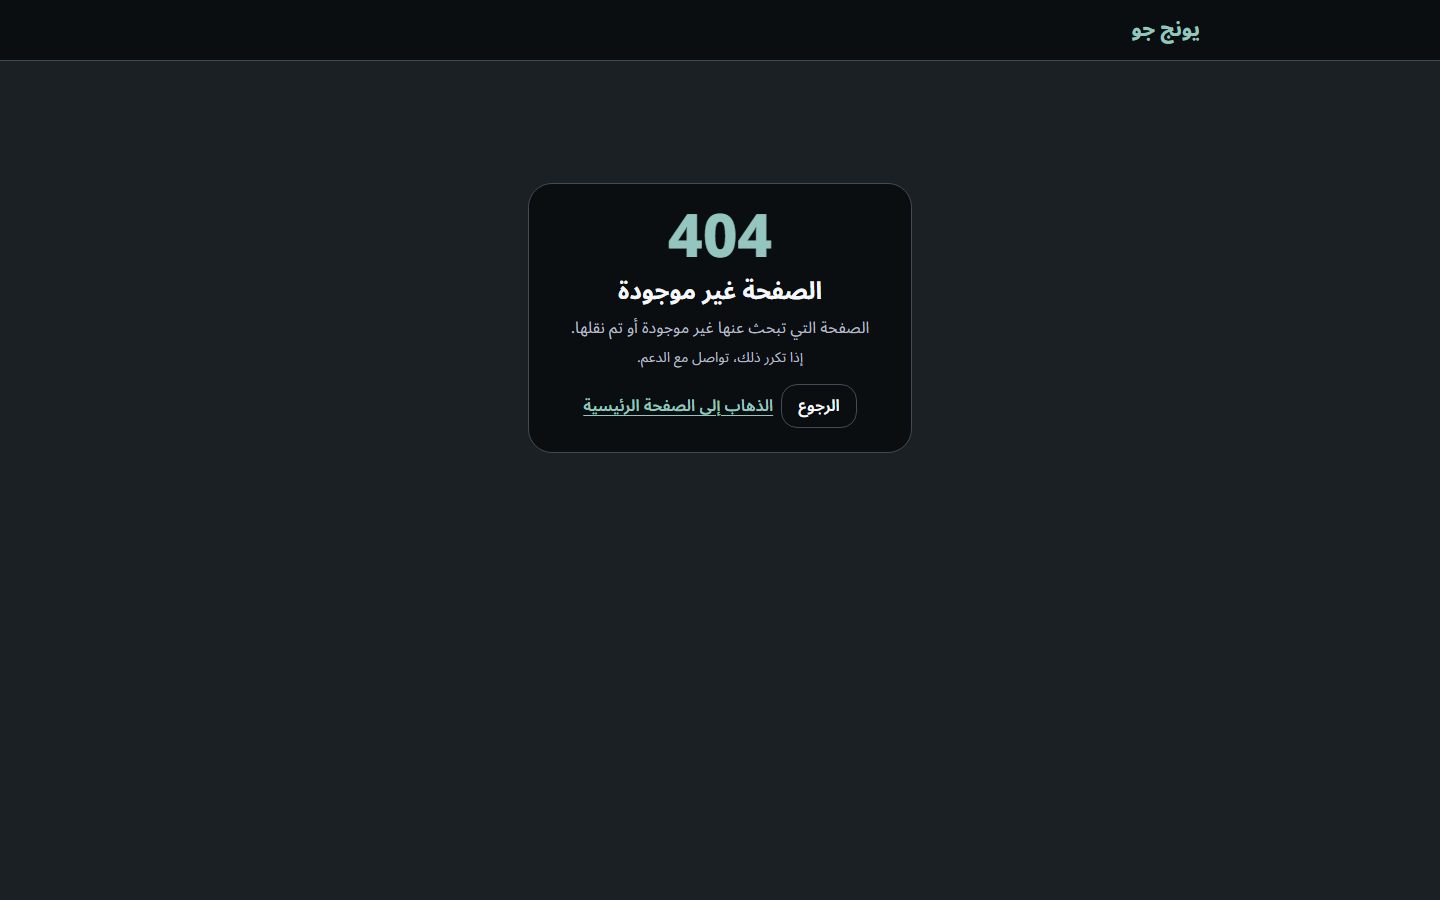 يونج جو
404
الصفحة غير موجودة
الصفحة التي تبحث عنها غير موجودة أو تم نقلها.
إذا تكرر ذلك، تواصل مع الدعم.
الرجوع
الذهاب إلى الصفحة الرئيسية